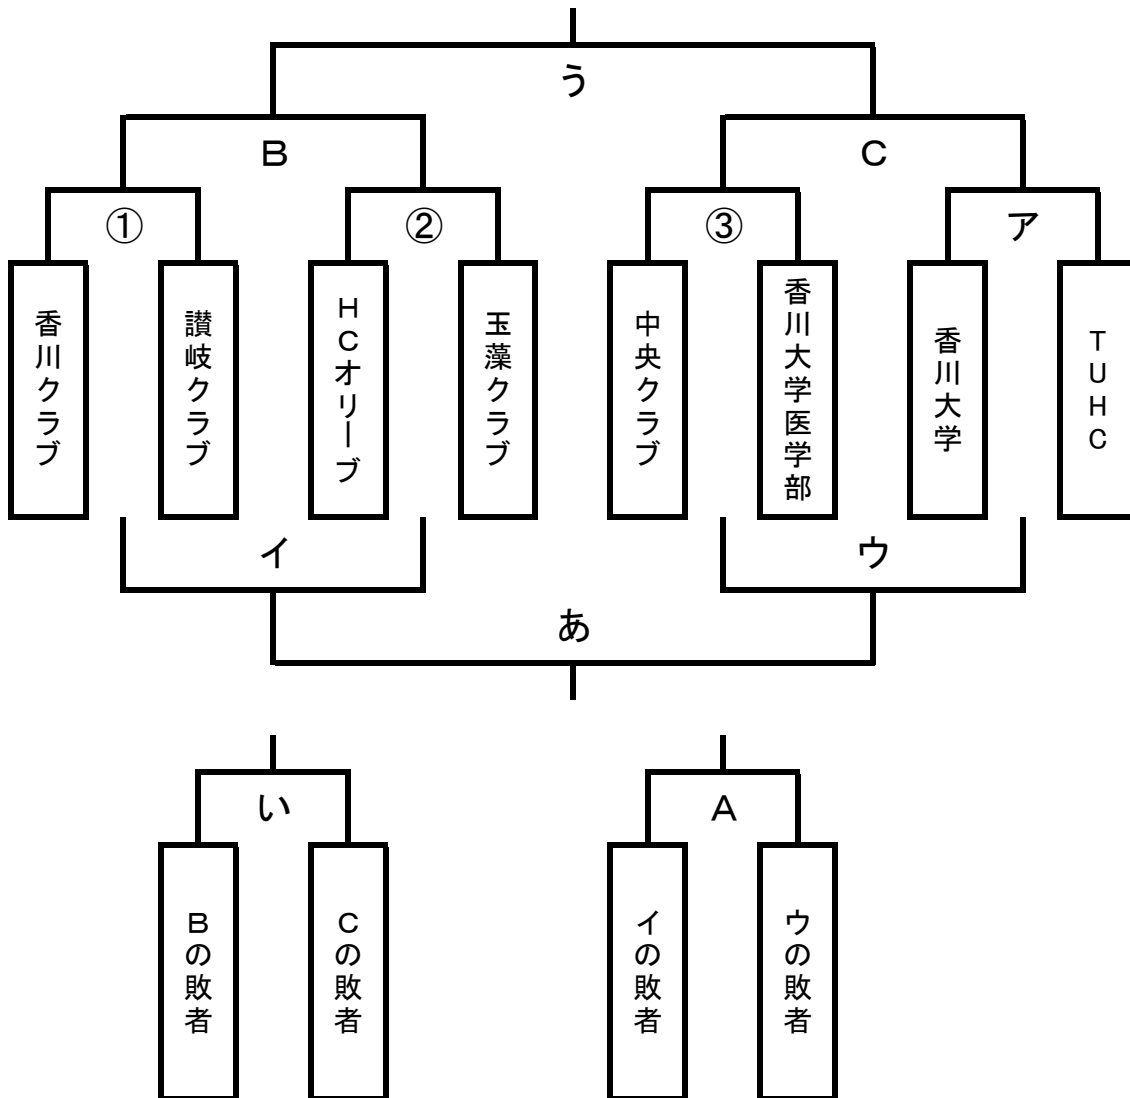 う
B
C
①
②
③
ア
香川クラブ
讃岐クラブ
HCオリーブ
玉藻クラブ
中央クラブ
香川大学医学部
香川大学
TUHC
イ
ウ
あ
い
A
Bの敗者
Cの敗者
イの敗者
ウの敗者